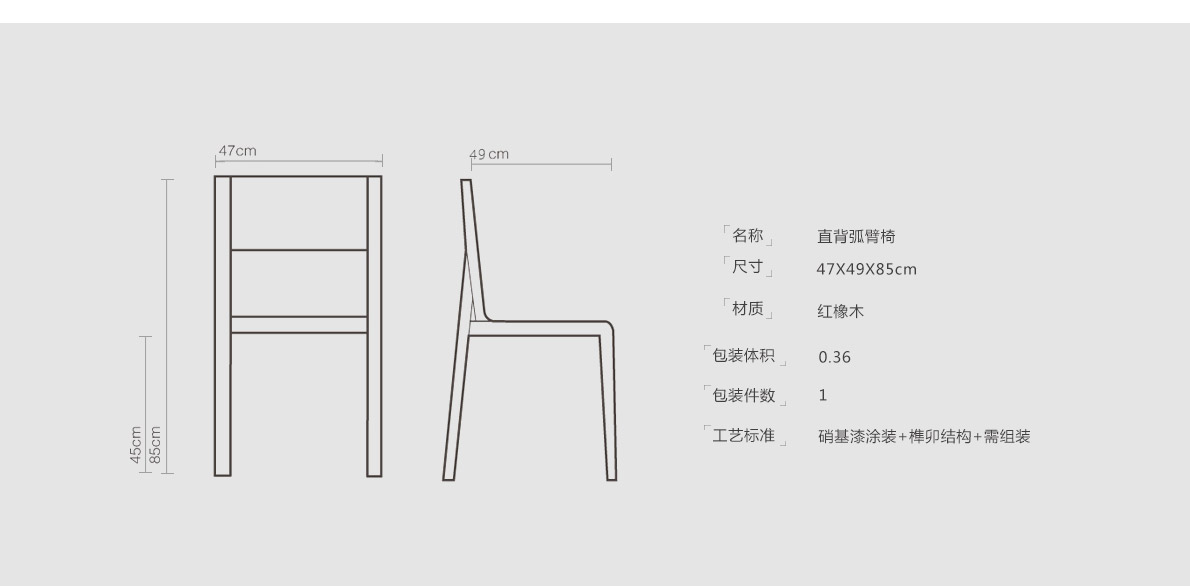 47cm
49cm
45cm
85cm
「名称」 直背弧臂椅
「尺寸」 47X49X85cm
「材质」 红橡木
「包装体积」 0.36
「包装件数」 1
「工艺标准」 硝基漆涂装+榫卯结构+需组装